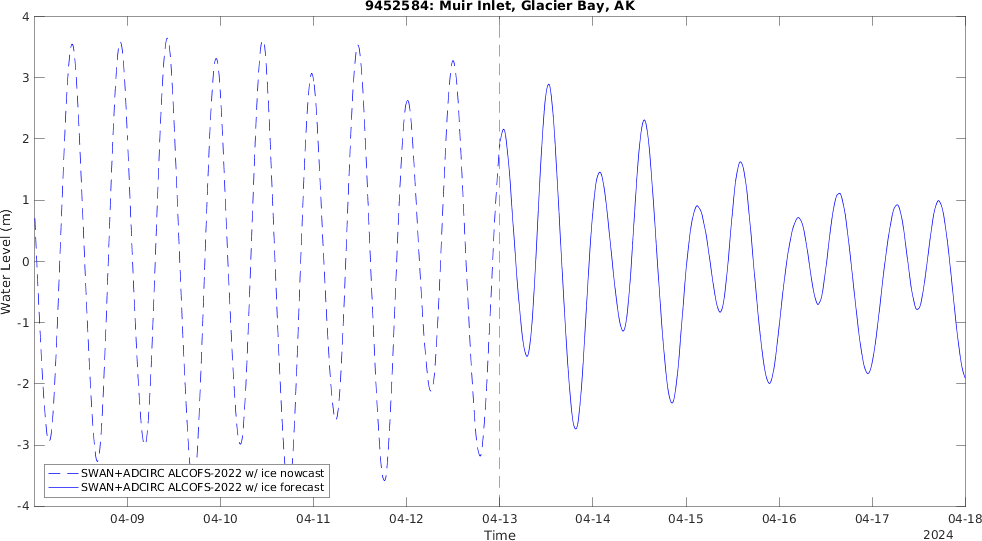 9452584: Muir Inlet, Glacier Bay, AK
4
3
2
1
0
-1
-2
-3
-4
Water Level (m)
SWAN+ADCIRC ALCOFS-2022 w/ ice nowcast
SWAN+ADCIRC ALCOFS-2022 w/ ice forecast
04-09 04-10 04-11 04-12 04-13 04-14 04-15 04-16 04-17 04-18
Time
2024